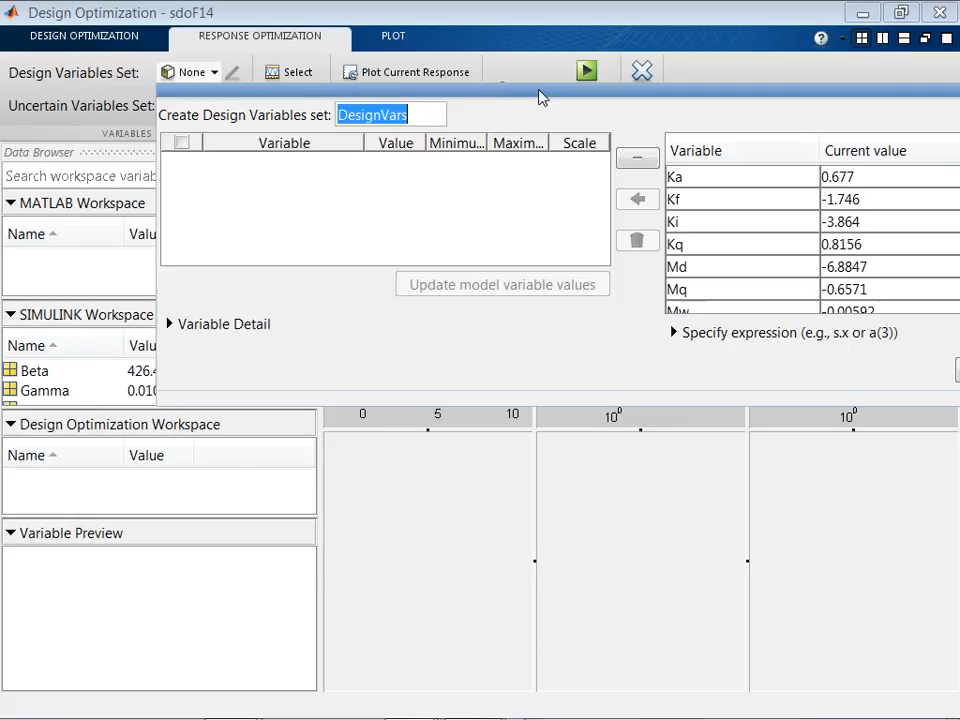 Design Optimization - sdoF14
DESIGN OPTIMIZATION
RESPONSE OPTIMIZATION
PLOT
Design Variables Set:
None
Select
Plot Current Response
Uncertain Variables Set:
VARIABLES
Create Design Variables set:
DesignVars
Data Browser
Search workspace variab
MATLAB Workspace
Name
Valu
SIMULINK Workspace
Name
Valu
Beta
426.4
Gamma
0.010
Design Optimization Workspace
Name
Value
Variable Preview
Variable
Value
Minimu...
Maxim...
Scale
Update model variable values
Variable Detail
Variable
Current value
Ka
0.677
Kf
-1.746
Ki
-3.864
Kq
0.8156
Md
-6.8847
Mq
-0.6571
Mw
-0.00592
Specify expression (e.g., s.x or a(3))
0
5
10
10⁰
10⁰